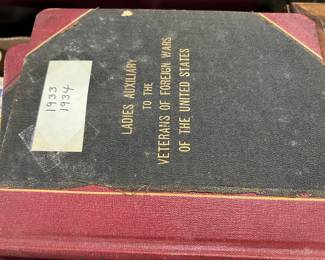 1933
1934
LADIES AUXILIARY
TO THE
VETERANS OF FOREIGN WARS
OF THE UNITED STATES